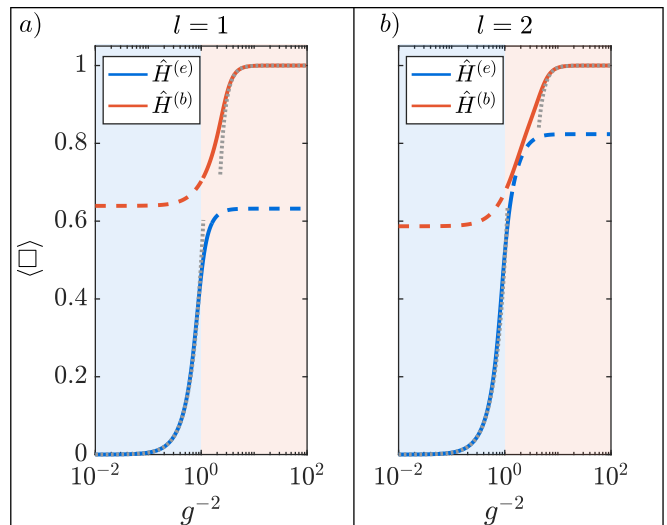 a) l = 1
Ĥ^(e)
Ĥ^(b)
1
0.8
0.6
0.4
0.2
0
⟨□⟩
10^−2 10^0 10^2
g^−2
b) l = 2
Ĥ^(e)
Ĥ^(b)
10^−2 10^0 10^2
g^−2